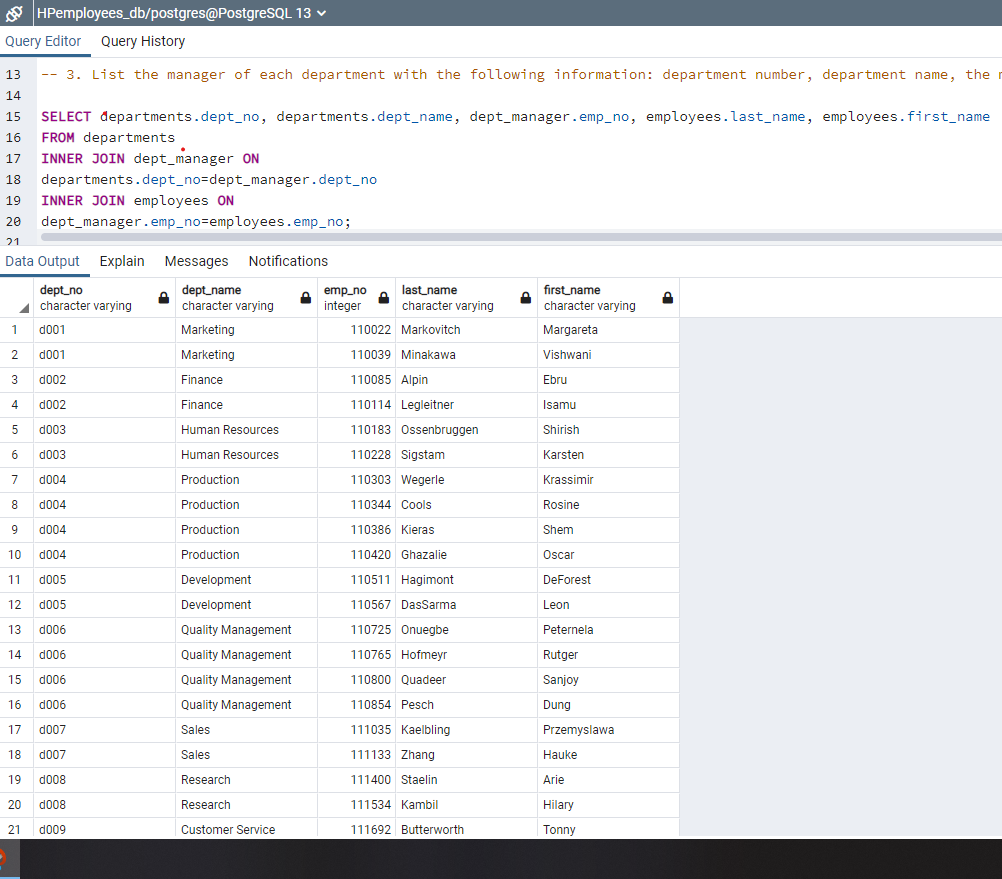 HPemployees_db/postgres@PostgreSQL 13
Query Editor Query History
13 -- 3. List the manager of each department with the following information: department number, department name, the
14
15 SELECT departments.dept_no, departments.dept_name, dept_manager.emp_no, employees.last_name, employees.first_name
16 FROM departments
17 INNER JOIN dept_manager ON
18 departments.dept_no=dept_manager.dept_no
19 INNER JOIN employees ON
20 dept_manager.emp_no=employees.emp_no;
21
Data Output Explain Messages Notifications
dept_no dept_name emp_no last_name first_name
character varying character varying integer character varying character varying
1 d001 Marketing 110022 Markovitch Margareta
2 d001 Marketing 110039 Minakawa Vishwani
3 d002 Finance 110085 Alpin Ebru
4 d002 Finance 110114 Legleitner Isamu
5 d003 Human Resources 110183 Ossenbruggen Shirish
6 d003 Human Resources 110228 Sigstam Karsten
7 d004 Production 110303 Wegerle Krassimir
8 d004 Production 110344 Cools Rosine
9 d004 Production 110386 Kieras Shem
10 d004 Production 110420 Ghazalie Oscar
11 d005 Development 110511 Hagimont DeForest
12 d005 Development 110567 DasSarma Leon
13 d006 Quality Management 110725 Onuegbe Peternela
14 d006 Quality Management 110765 Hofmeyr Rutger
15 d006 Quality Management 110800 Quadeer Sanjoy
16 d006 Quality Management 110854 Pesch Dung
17 d007 Sales 111035 Kaelbling Przemyslawa
18 d007 Sales 111133 Zhang Hauke
19 d008 Research 111400 Staelin Arie
20 d008 Research 111534 Kambil Hilary
21 d009 Customer Service 111692 Butterworth Tonny